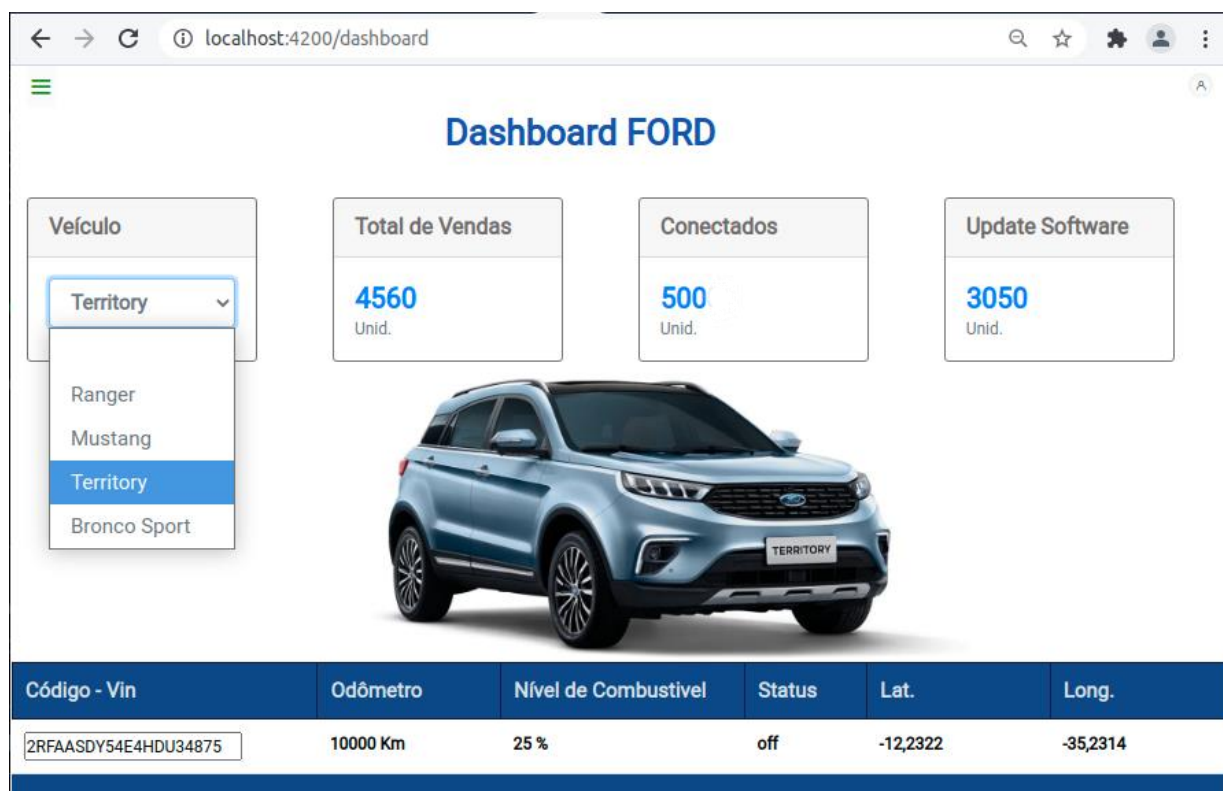 localhost:4200/dashboard
Dashboard FORD
Veículo
Total de Vendas
Conectados
Update Software
Territory
4560
500
3050
Unid.
Unid.
Unid.
Ranger
Mustang
Territory
Bronco Sport
TERRITORY
Código - Vin
Odômetro
Nível de Combustivel
Status
Lat.
Long.
2RFAASDY54E4HDU34875
10000 Km
25 %
off
-12,2322
-35,2314